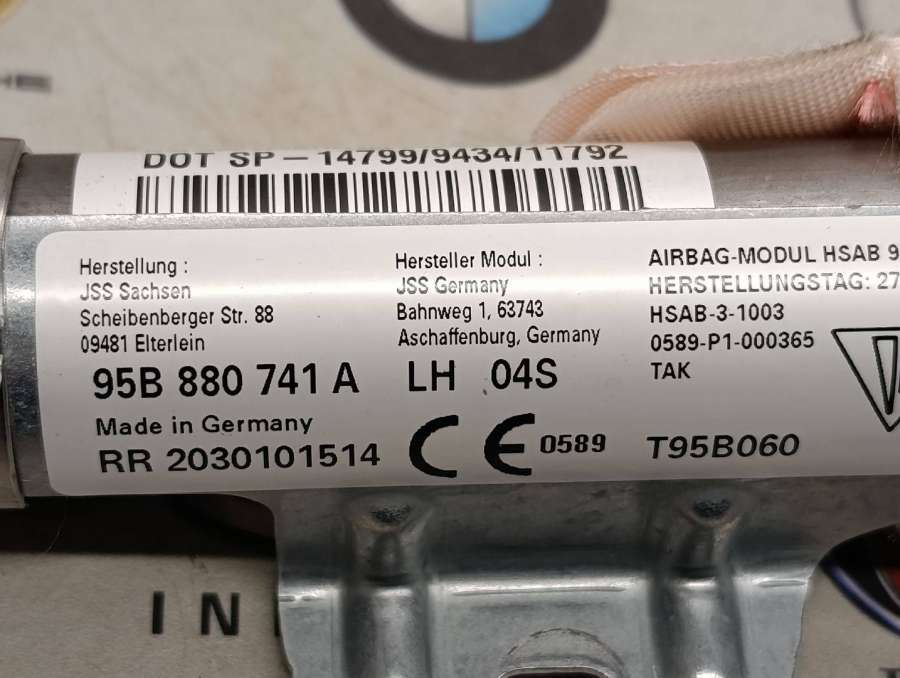 DOT SP-14799/9434/11792
Herstellung :
JSS Sachsen
Scheibenberger Str. 88
09481 Elterlein
95B 880 741 A
Made in Germany
RR 2030101514
Hersteller Modul :
JSS Germany
Bahnweg 1, 63743
Aschaffenburg, Germany
LH 04S
CE 0589
AIRBAG-MODUL HSAB 9
HERSTELLUNGSTAG: 27
HSAB-3-1003
0589-P1-000365
TAK
T95B060
IN